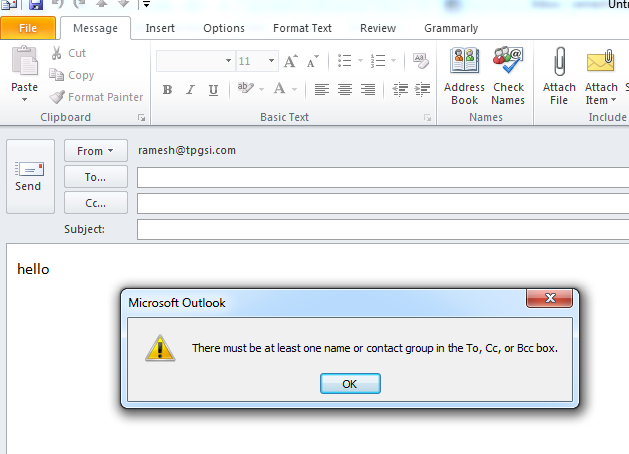 Unti
File Message Insert Options Format Text Review Grammarly
Paste
Cut
Copy
Format Painter
Clipboard
11
B I U
Basic Text
Address Book
Check Names
Names
Attach File
Attach Item
Include
Send
From
ramesh@tpgsi.com
To...
Cc...
Subject:
hello
Microsoft Outlook
There must be at least one name or contact group in the To, Cc, or Bcc box.
OK